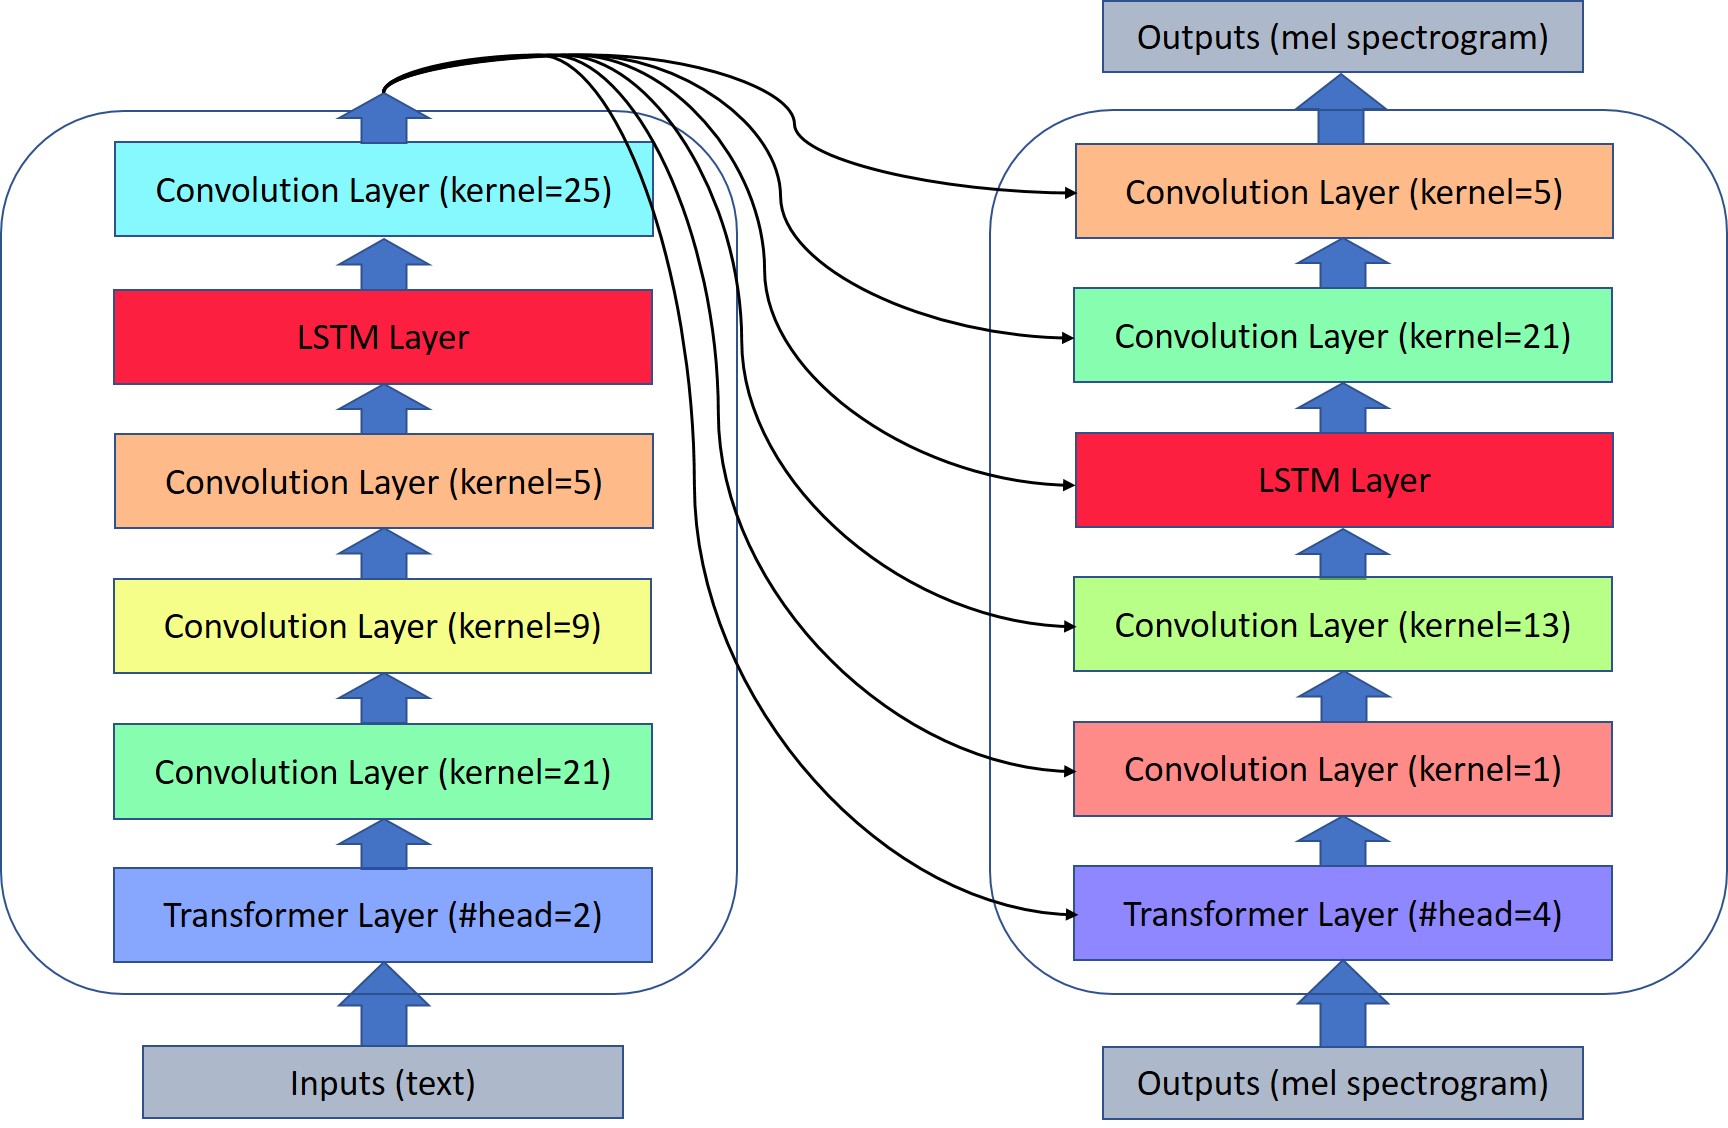 Convolution Layer (kernel=25)
LSTM Layer
Convolution Layer (kernel=5)
Convolution Layer (kernel=9)
Convolution Layer (kernel=21)
Transformer Layer (#head=2)
Inputs (text)
Outputs (mel spectrogram)
Convolution Layer (kernel=5)
Convolution Layer (kernel=21)
LSTM Layer
Convolution Layer (kernel=13)
Convolution Layer (kernel=1)
Transformer Layer (#head=4)
Outputs (mel spectrogram)